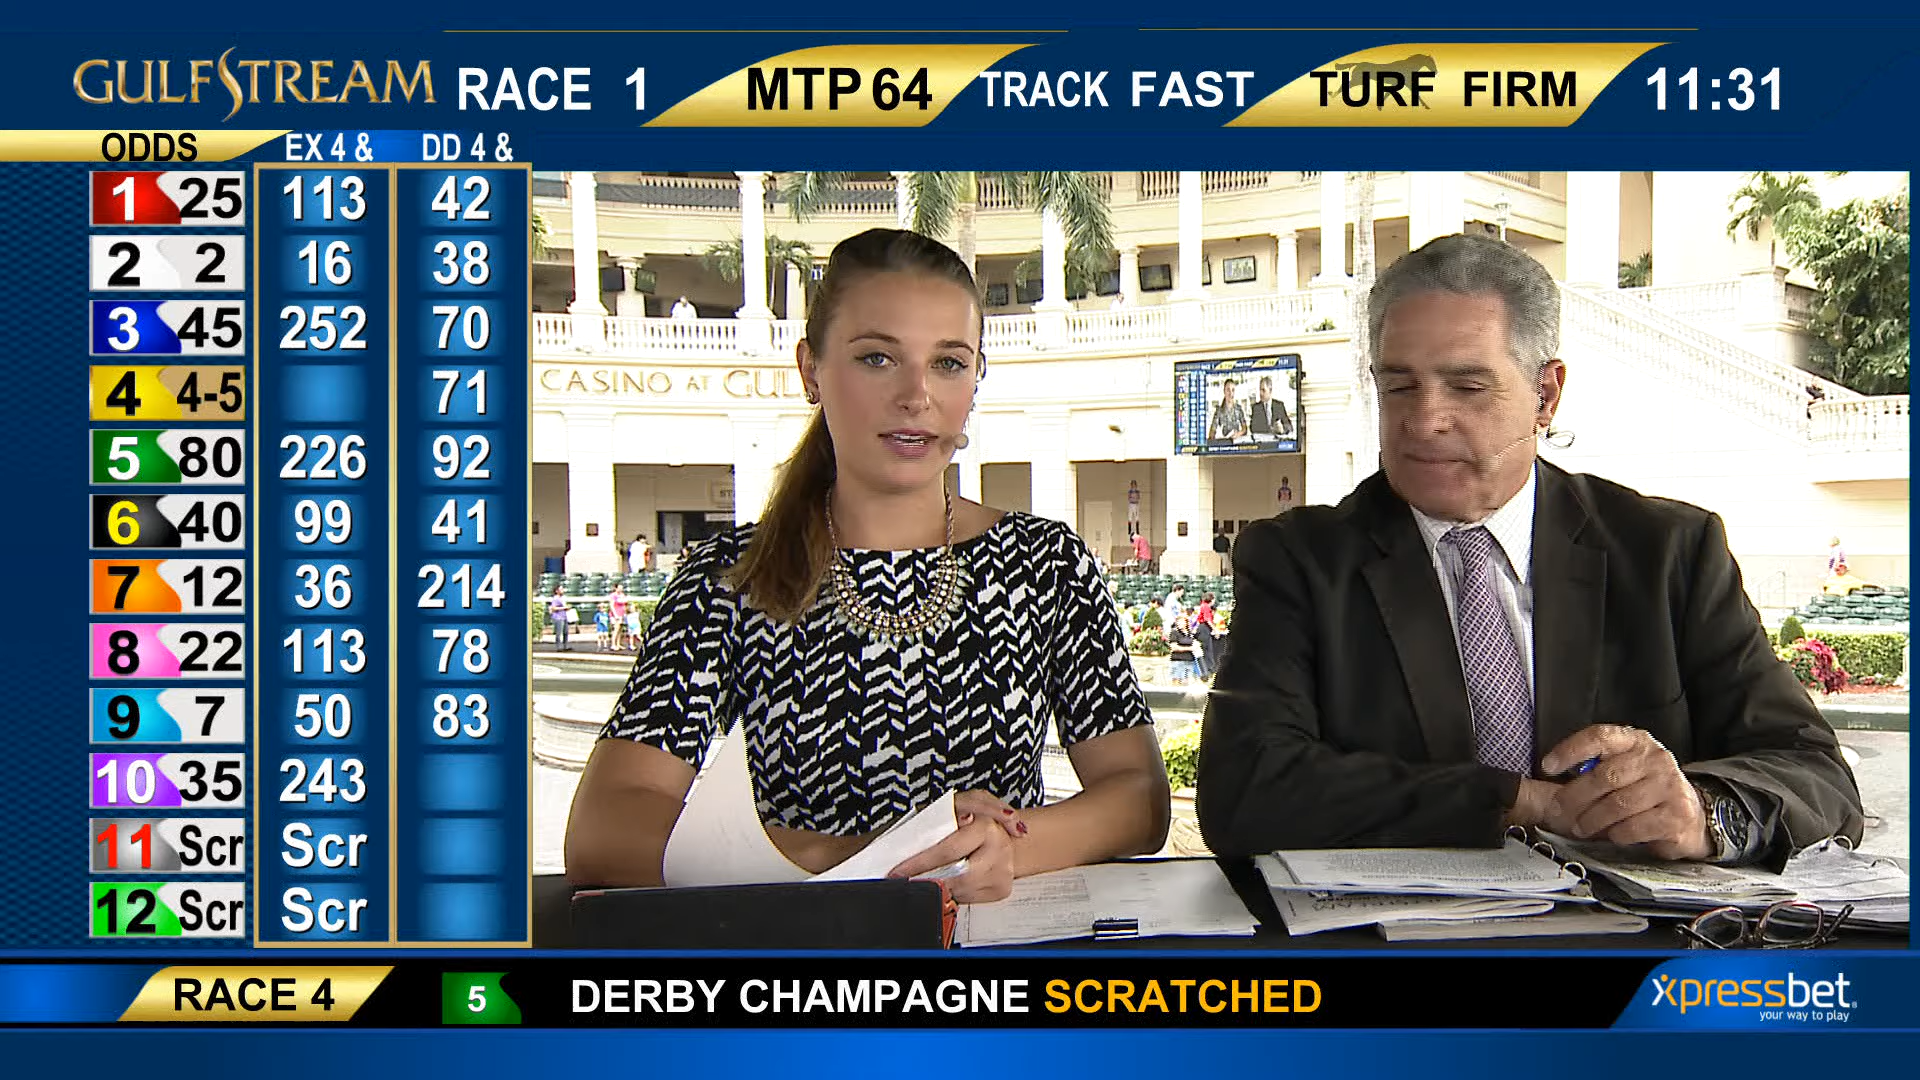 GULFSTREAM RACE 1 MTP 64 TRACK FAST TURF FIRM 11:31
ODDS EX 4 & DD 4 &
1 25 113 42
2 2 16 38
3 45 252 70
4 4-5 71
5 80 226 92
6 40 99 41
7 12 36 214
8 22 113 78
9 7 50 83
10 35 243
11 Scr Scr
12 Scr Scr
CASINO AT GUL
RACE 4 5 DERBY CHAMPAGNE SCRATCHED
xpressbet
your way to play